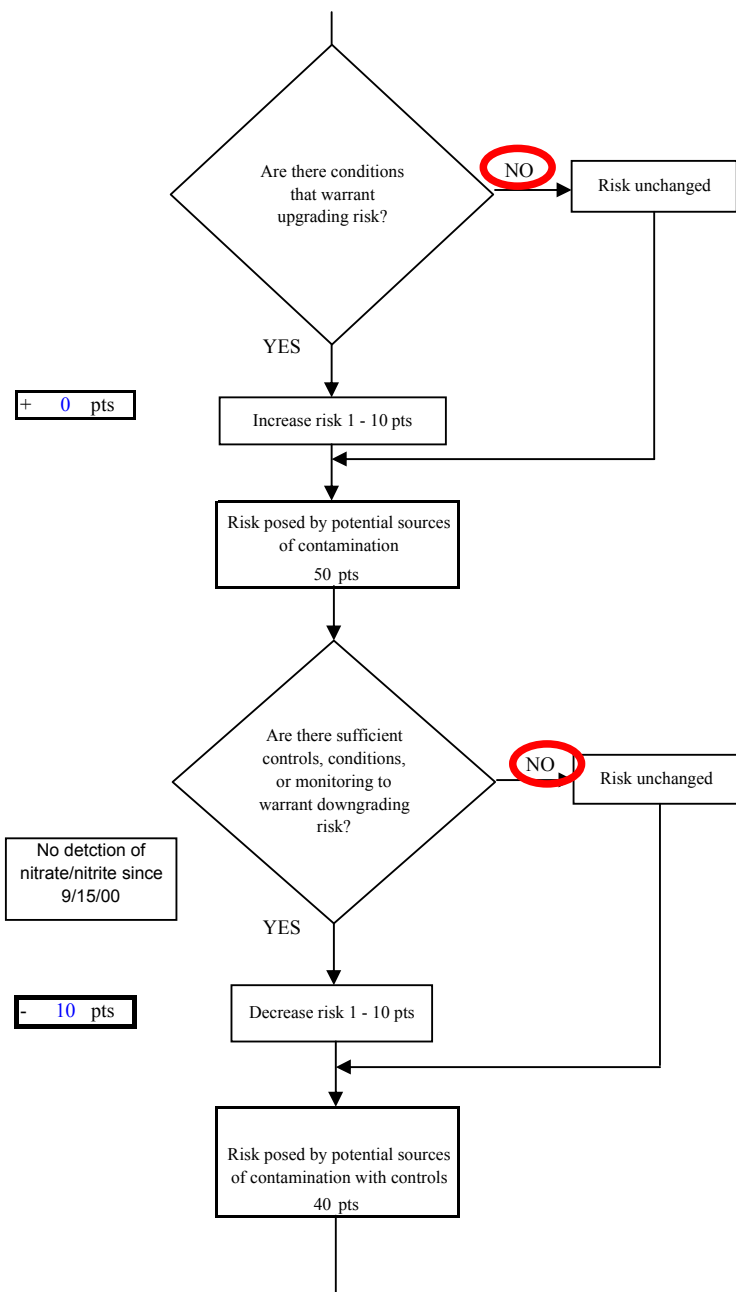 Are there conditions
that warrant
upgrading risk?
NO
Risk unchanged
YES
+ 0 pts
Increase risk 1 - 10 pts
Risk posed by potential sources
of contamination
50 pts
Are there sufficient
controls, conditions,
or monitoring to
warrant downgrading
risk?
NO
Risk unchanged
No detction of
nitrate/nitrite since
9/15/00
YES
- 10 pts
Decrease risk 1 - 10 pts
Risk posed by potential sources
of contamination with controls
40 pts